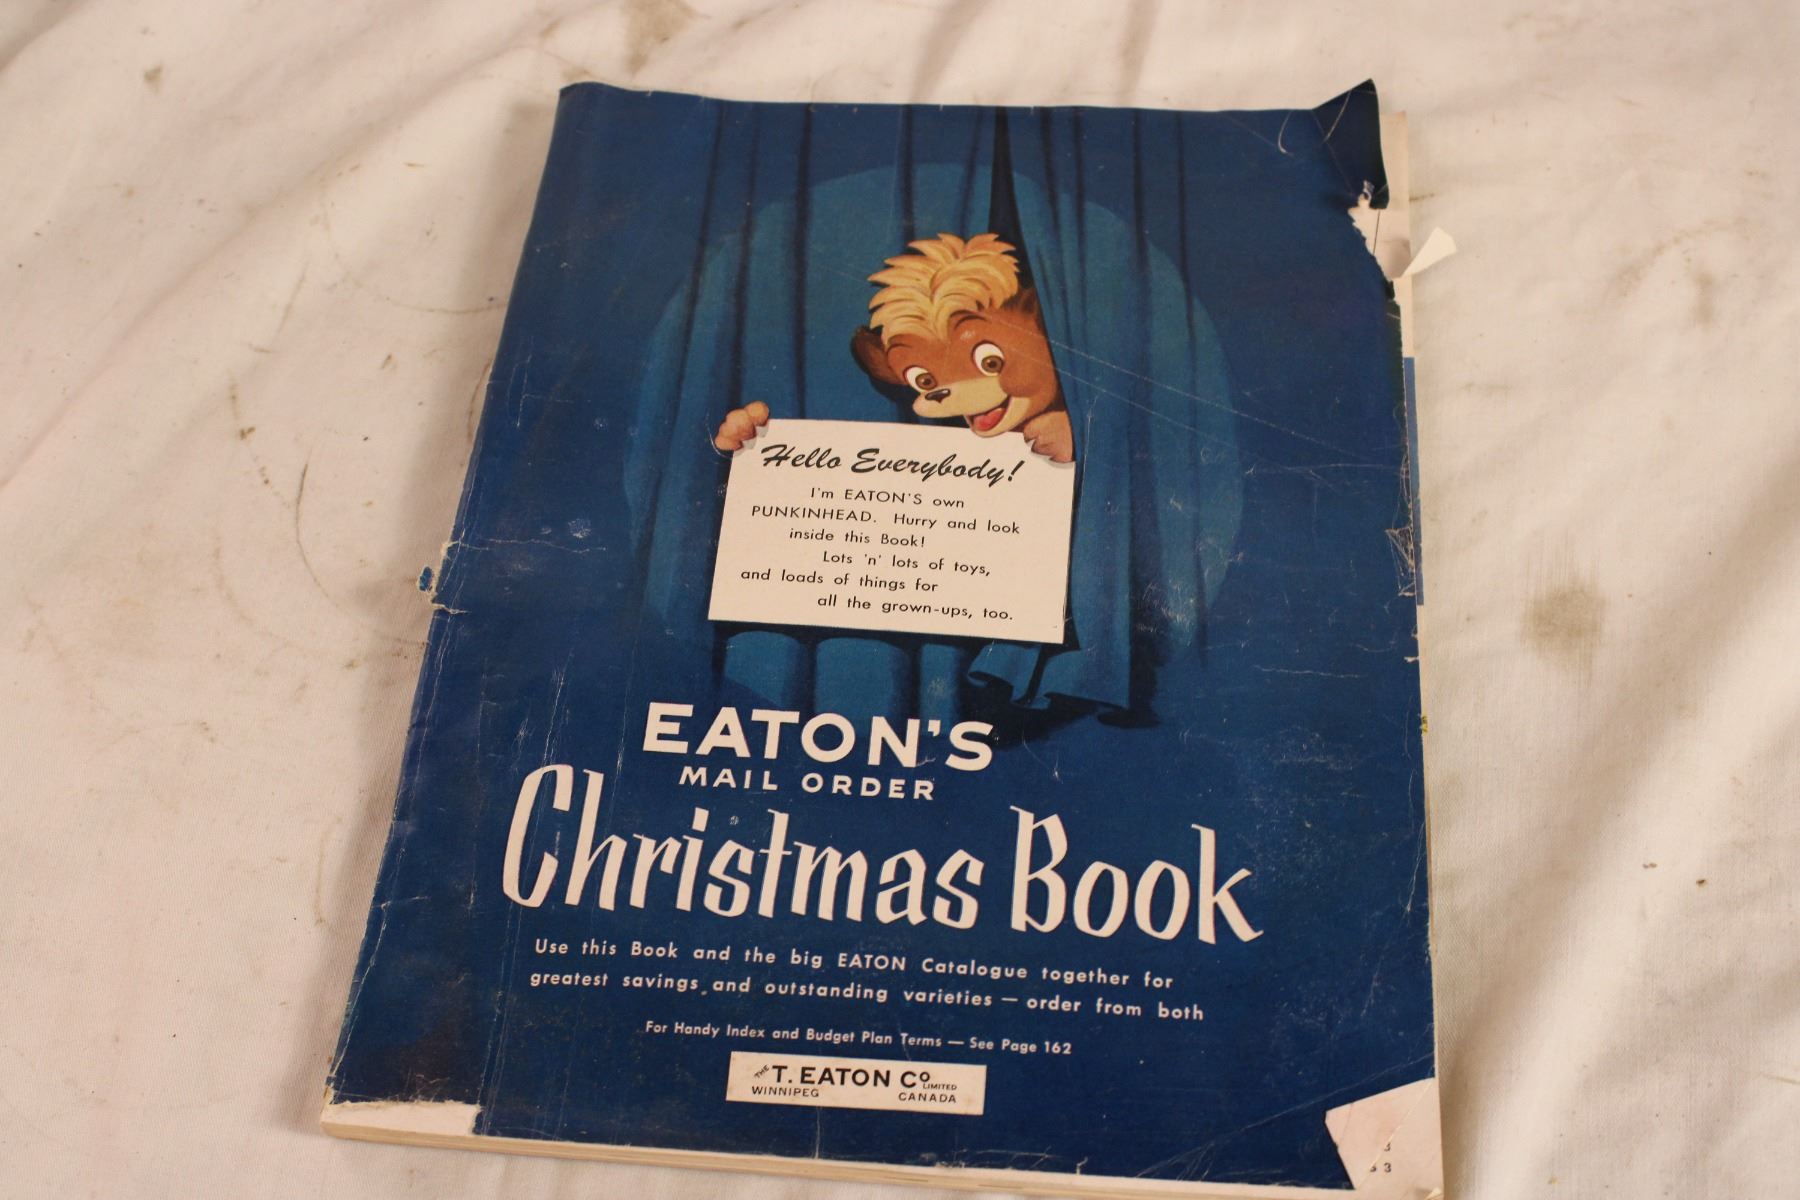 Hello Everybody!
I'm EATON'S own
PUNKINHEAD. Hurry and look
inside this Book!
Lots 'n' lots of toys,
and loads of things for
all the grown-ups, too.
EATON'S
MAIL ORDER
Christmas Book
Use this Book and the big EATON Catalogue together for
greatest savings and outstanding varieties — order from both
For Handy Index and Budget Plan Terms — See Page 162
THE T. EATON CO LIMITED
WINNIPEG CANADA
3